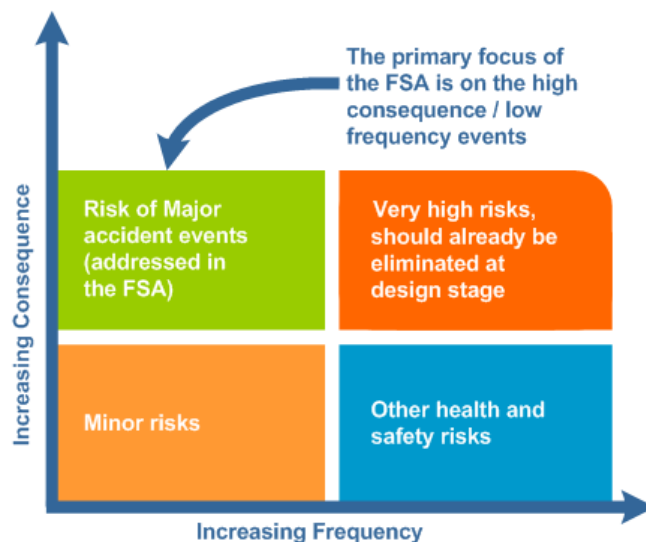 The primary focus of
the FSA is on the high
consequence / low
frequency events
Increasing Consequence
Risk of Major
accident events
(addressed in
the FSA)
Very high risks,
should already be
eliminated at
design stage
Minor risks
Other health and
safety risks
Increasing Frequency